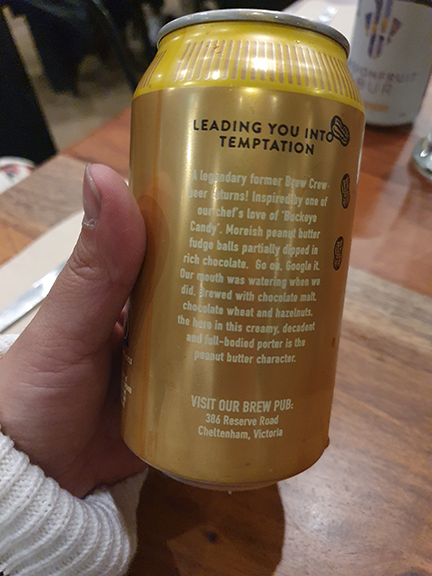 LEADING YOU INTO
TEMPTATION
A legendary former Brew Crew
beer returns! Inspired by one of
our chef's love of 'Buckeye
Candy'. Moreish peanut butter
fudge balls partially dipped in
rich chocolate. Go on, Google it.
Our mouth was watering when we
did. Brewed with chocolate malt,
chocolate wheat and hazelnuts,
the hero in this creamy, decadent
and full-bodied porter is the
peanut butter character.
VISIT OUR BREW PUB:
386 Reserve Road
Cheltenham, Victoria